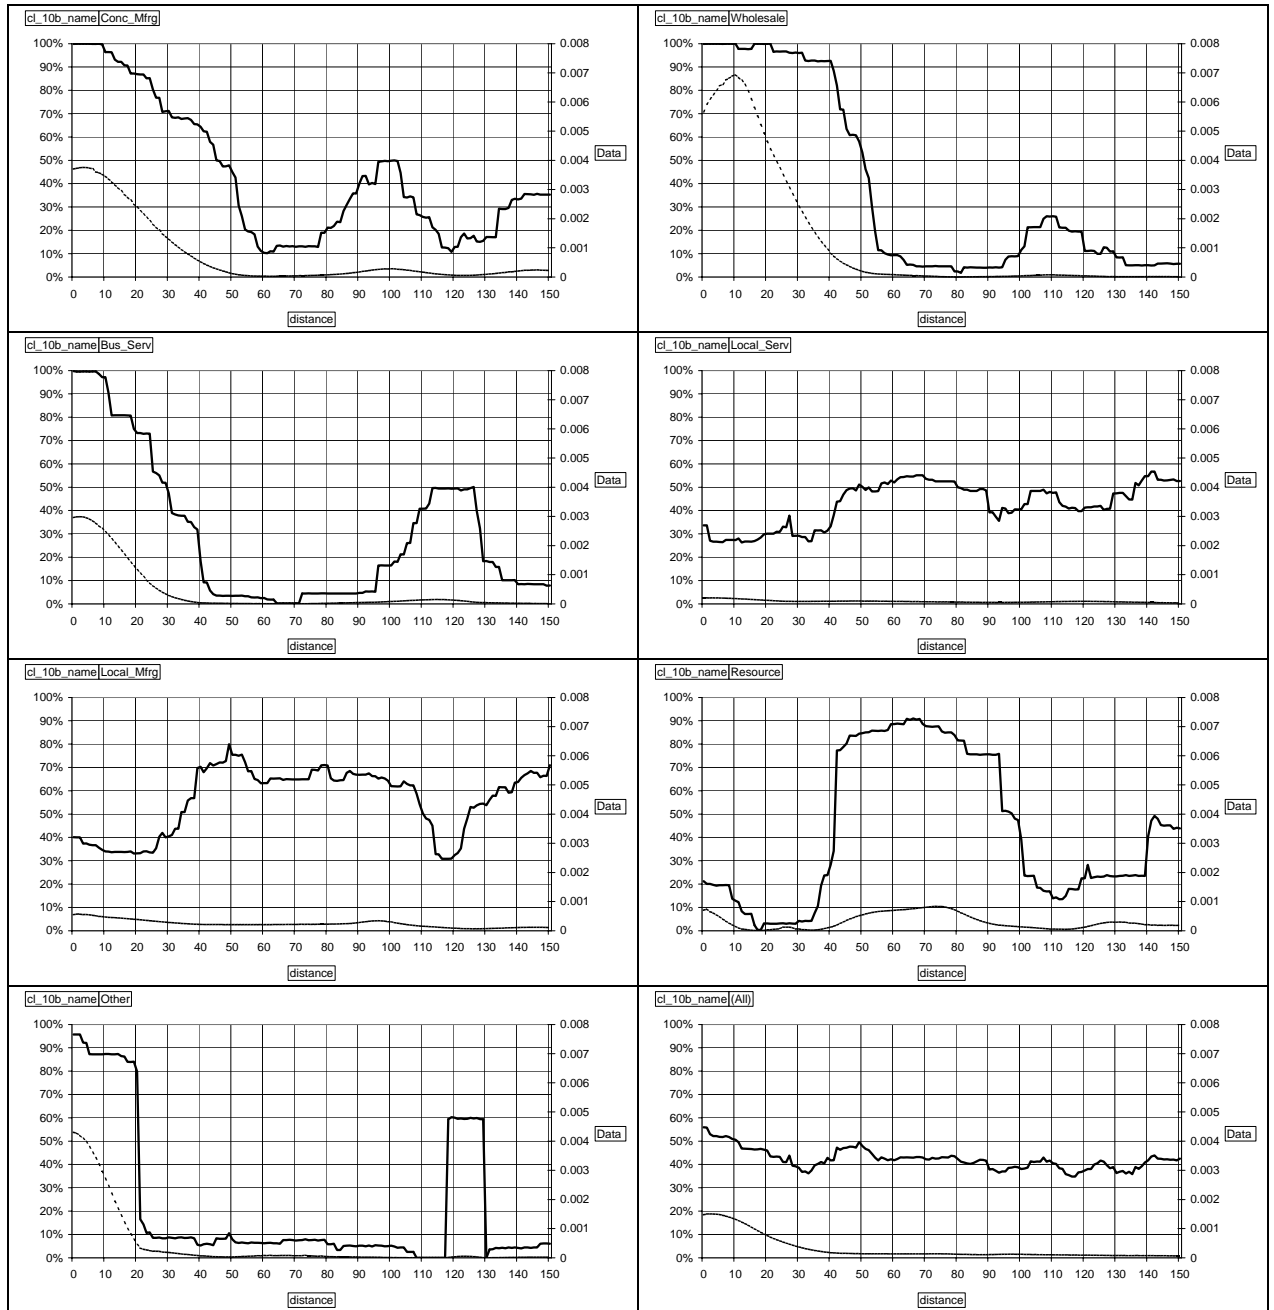 cl_10b_name Conc_Mfrg
100% 0.008
90% 0.007
80%
70% 0.006
60% 0.005
50% 0.004 Data
40% 0.003
30%
20% 0.002
10% 0.001
0% 0
0 10 20 30 40 50 60 70 80 90 100 110 120 130 140 150
distance
cl_10b_name Wholesale
100% 0.008
90% 0.007
80%
70% 0.006
60% 0.005
50% 0.004 Data
40% 0.003
30%
20% 0.002
10% 0.001
0% 0
0 10 20 30 40 50 60 70 80 90 100 110 120 130 140 150
distance
cl_10b_name Bus_Serv
100% 0.008
90% 0.007
80%
70% 0.006
60% 0.005
50% 0.004 Data
40% 0.003
30%
20% 0.002
10% 0.001
0% 0
0 10 20 30 40 50 60 70 80 90 100 110 120 130 140 150
distance
cl_10b_name Local_Serv
100% 0.008
90% 0.007
80%
70% 0.006
60% 0.005
50% 0.004 Data
40% 0.003
30%
20% 0.002
10% 0.001
0% 0
0 10 20 30 40 50 60 70 80 90 100 110 120 130 140 150
distance
cl_10b_name Local_Mfrg
100% 0.008
90% 0.007
80%
70% 0.006
60% 0.005
50% 0.004 Data
40% 0.003
30%
20% 0.002
10% 0.001
0% 0
0 10 20 30 40 50 60 70 80 90 100 110 120 130 140 150
distance
cl_10b_name Resource
100% 0.008
90% 0.007
80%
70% 0.006
60% 0.005
50% 0.004 Data
40% 0.003
30%
20% 0.002
10% 0.001
0% 0
0 10 20 30 40 50 60 70 80 90 100 110 120 130 140 150
distance
cl_10b_name Other
100% 0.008
90% 0.007
80%
70% 0.006
60% 0.005
50% 0.004 Data
40% 0.003
30%
20% 0.002
10% 0.001
0% 0
0 10 20 30 40 50 60 70 80 90 100 110 120 130 140 150
distance
cl_10b_name (All)
100% 0.008
90% 0.007
80%
70% 0.006
60% 0.005
50% 0.004 Data
40% 0.003
30%
20% 0.002
10% 0.001
0% 0
0 10 20 30 40 50 60 70 80 90 100 110 120 130 140 150
distance